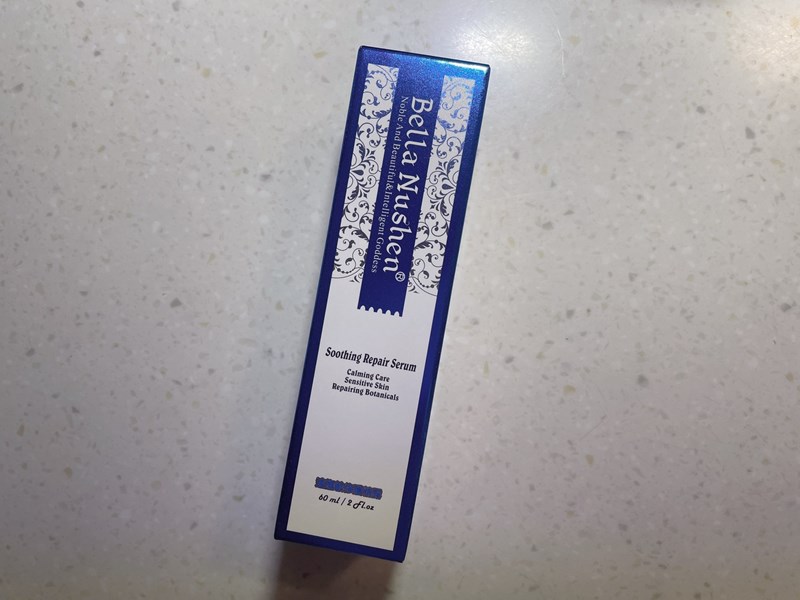 Bella Nushen®
Noble And Beautiful&Intelligent Goddess
Soothing Repair Serum
Calming Care
Sensitive Skin
Repairing Botanicals
60 ml / 2 Fl.oz